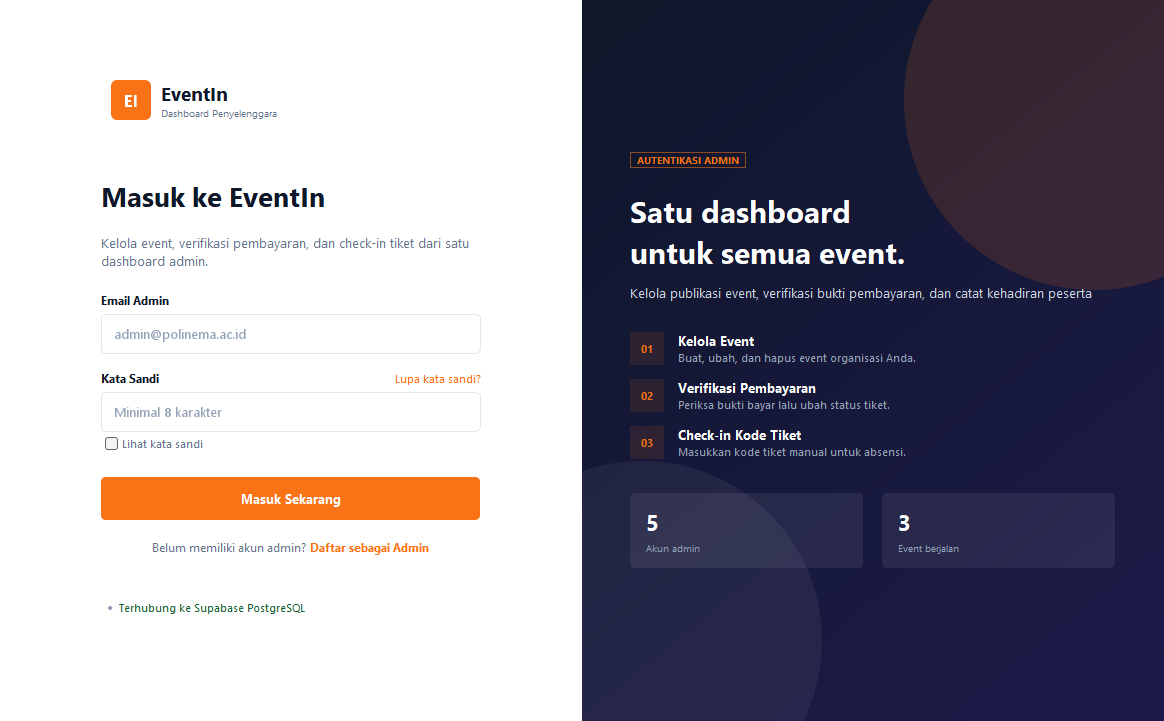 EI
EventIn
Dashboard Penyelenggara
Masuk ke EventIn
Kelola event, verifikasi pembayaran, dan check-in tiket dari satu
dashboard admin.
Email Admin
admin@polinema.ac.id
Kata Sandi
Lupa kata sandi?
Minimal 8 karakter
Lihat kata sandi
Masuk Sekarang
Belum memiliki akun admin? Daftar sebagai Admin
Terhubung ke Supabase PostgreSQL
AUTENTIKASI ADMIN
Satu dashboard
untuk semua event.
Kelola publikasi event, verifikasi bukti pembayaran, dan catat kehadiran peserta
01
Kelola Event
Buat, ubah, dan hapus event organisasi Anda.
02
Verifikasi Pembayaran
Periksa bukti bayar lalu ubah status tiket.
03
Check-in Kode Tiket
Masukkan kode tiket manual untuk absensi.
5
Akun admin
3
Event berjalan